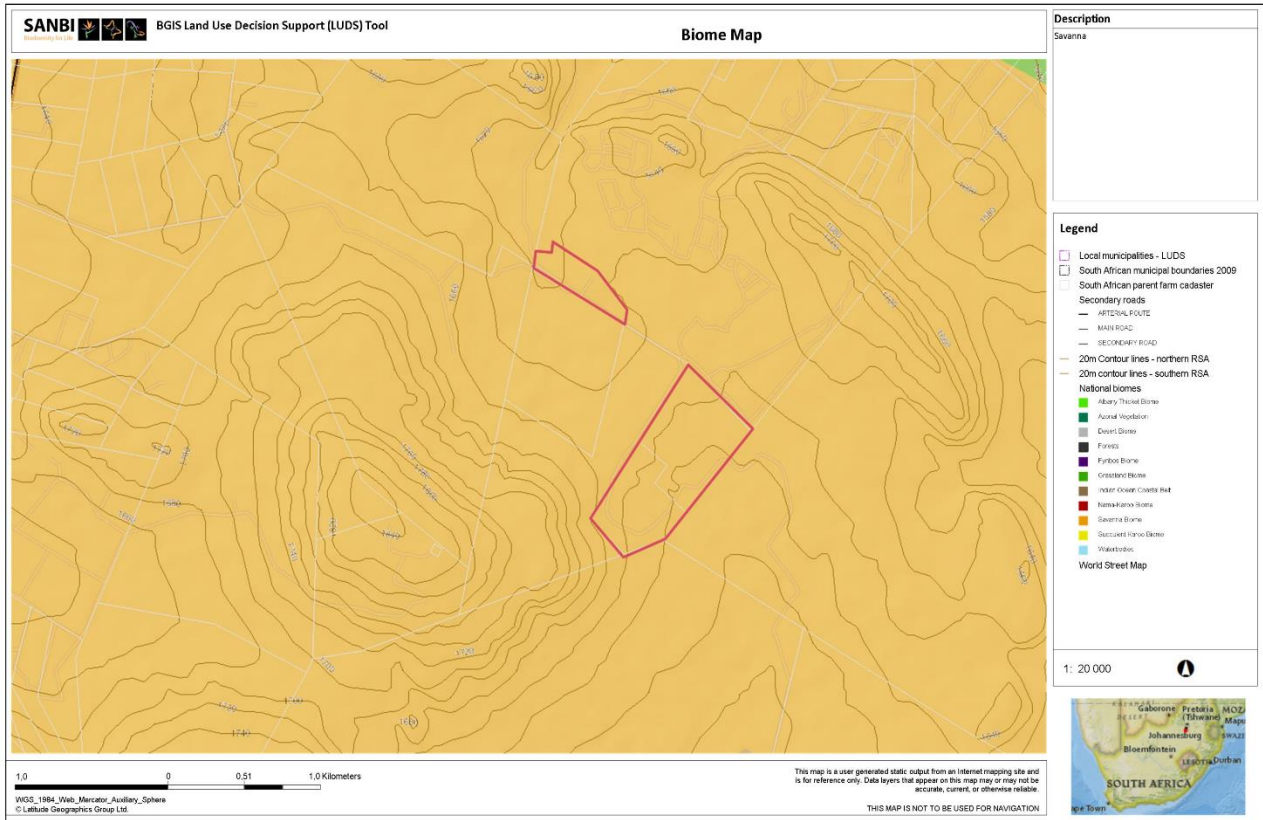 SANBI
Biodiversity for Life
BGIS Land Use Decision Support (LUDS) Tool
Biome Map
Description
Savanna
Legend
Local municipalities - LUDS
South African municipal boundaries 2009
South African parent farm cadaster
Secondary roads
ARTERIAL ROUTE
MAIN ROAD
SECONDARY ROAD
20m Contour lines - northern RSA
20m contour lines - southern RSA
National biomes
Albany Thicket Biome
Azonal Vegetation
Desert Biome
Forests
Fynbos Biome
Grassland Biome
Indian Ocean Coastal Belt
Nama-Karoo Biome
Savanna Biome
Succulent Karoo Biome
Waterbodies
World Street Map
1: 20 000
Gaborone Pretoria MOZ
DESERT (Tshwane) Mapu
Johannesburg SWAZI
Bloemfontein
LESOTHO Durban
SOUTH AFRICA
ape Town
1,0 0 0,51 1,0 Kilometers
WGS_1984_Web_Mercator_Auxiliary_Sphere
© Latitude Geographics Group Ltd.
This map is a user generated static output from an Internet mapping site and
is for reference only. Data layers that appear on this map may or may not be
accurate, current, or otherwise reliable.
THIS MAP IS NOT TO BE USED FOR NAVIGATION